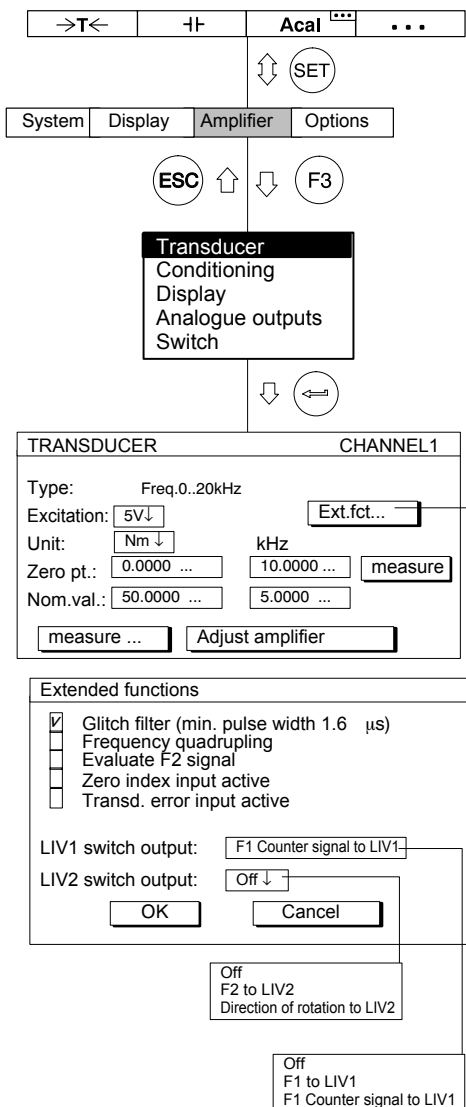 →T← ⊣⊢ Acal ... ...
SET
System Display Amplifier Options
ESC F3
Transducer
Conditioning
Display
Analogue outputs
Switch
TRANSDUCER CHANNEL1
Type: Freq.0..20kHz
Excitation: 5V↓ Ext.fct...
Unit: Nm ↓ kHz
Zero pt.: 0.0000 ... 10.0000 ... measure
Nom.val.: 50.0000 ... 5.0000 ...
measure ... Adjust amplifier
Extended functions
V Glitch filter (min. pulse width 1.6 μs)
Frequency quadrupling
Evaluate F2 signal
Zero index input active
Transd. error input active
LIV1 switch output: F1 Counter signal to LIV1
LIV2 switch output: Off ↓
OK Cancel
Off
F2 to LIV2
Direction of rotation to LIV2
Off
F1 to LIV1
F1 Counter signal to LIV1